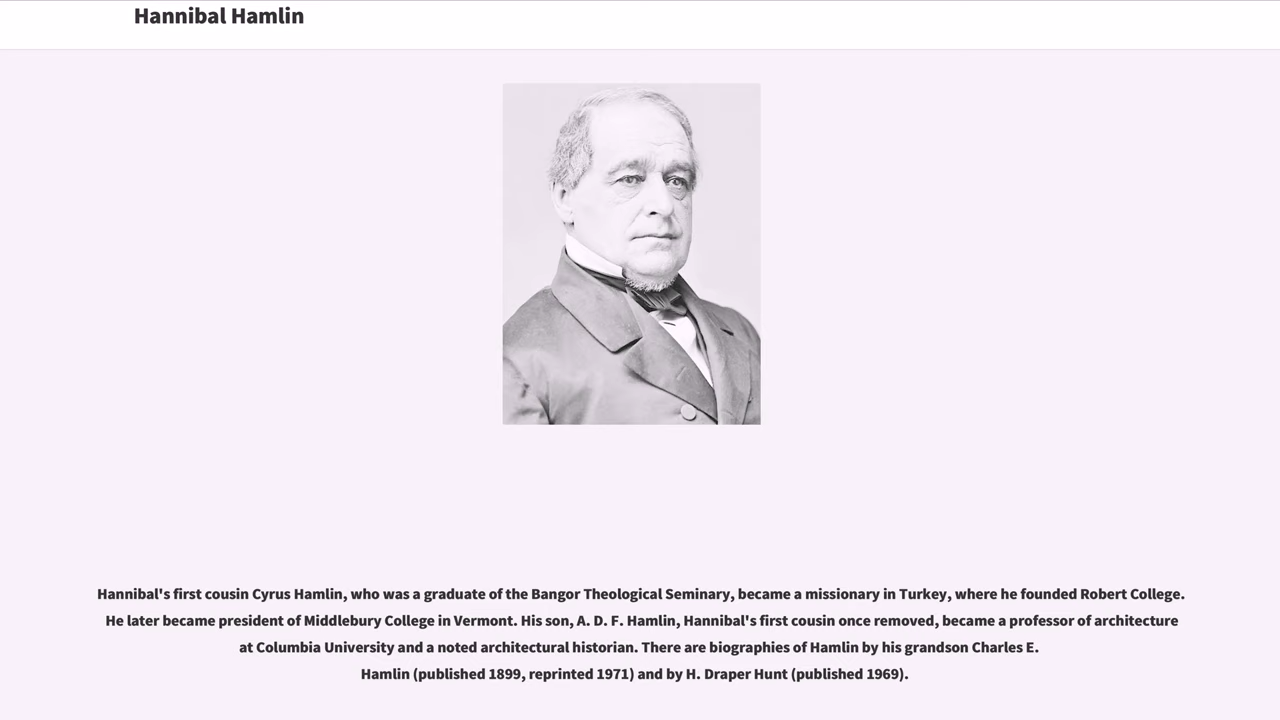 Hannibal Hamlin
Hannibal's first cousin Cyrus Hamlin, who was a graduate of the Bangor Theological Seminary, became a missionary in Turkey, where he founded Robert College.
He later became president of Middlebury College in Vermont. His son, A. D. F. Hamlin, Hannibal's first cousin once removed, became a professor of architecture
at Columbia University and a noted architectural historian. There are biographies of Hamlin by his grandson Charles E.
Hamlin (published 1899, reprinted 1971) and by H. Draper Hunt (published 1969).